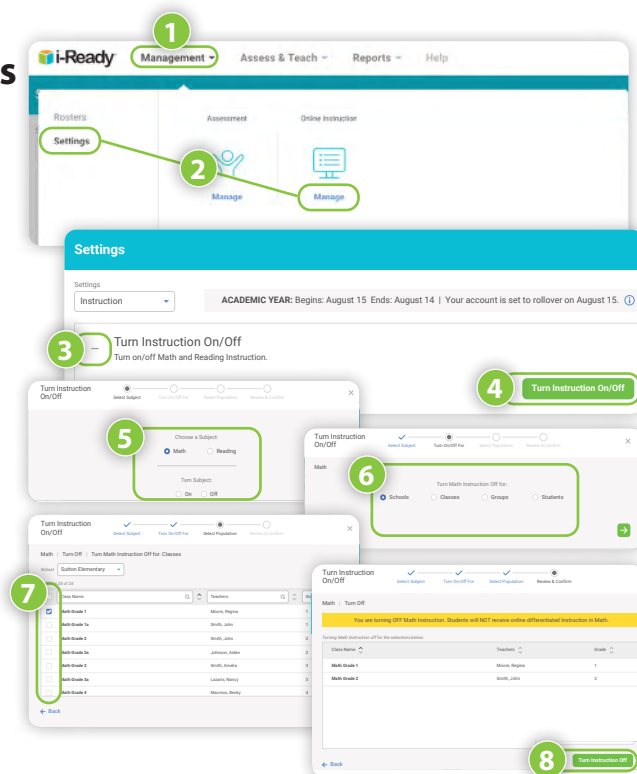 s
1
i-Ready Management Assess & Teach Reports Help
Rosters
Settings
Assessment Online Instruction
2
Manage Manage
Settings
Settings
Instruction
ACADEMIC YEAR: Begins: August 15 Ends: August 14 | Your account is set to rollover on August 15.
3
Turn Instruction On/Off
Turn on/off Math and Reading Instruction.
4
Turn Instruction On/Off
Turn Instruction
On/Off
Select Subject Turn On/Off For Select Population Review & Confirm
5
Choose a Subject:
Math Reading
Turn Subject:
On Off
Turn Instruction
On/Off
Select Subject Turn On/Off For Select Population Review & Confirm
Math
6
Turn Math Instruction Off for:
Schools Classes Groups Students
Turn Instruction
On/Off
Select Subject Turn On/Off For Select Population Review & Confirm
Math | Turn Off | Turn Math Instruction Off for: Classes
School Sutton Elementary
7
Class Name Teachers
Math Grade 1 Moore, Regina 1
Math Grade 1a Smith, John 1
Math Grade 2 Smith, John 2
Math Grade 2a Johnson, Aiden 2
Math Grade 3 Smith, Amelia 3
Math Grade 3a Lazaris, Nancy 3
Math Grade 4
← Back
Turn Instruction
On/Off
Select Subject Turn On/Off For Select Population Review & Confirm
Math | Turn Off
You are turning OFF Math Instruction. Students will NOT receive online differentiated Instruction in Math.
Turning Math Instruction off for the selections below
Class Name Teachers Grade
Math Grade 1 Moore, Regina 1
Math Grade 2 Smith, John 2
← Back
8
Turn Instruction Off